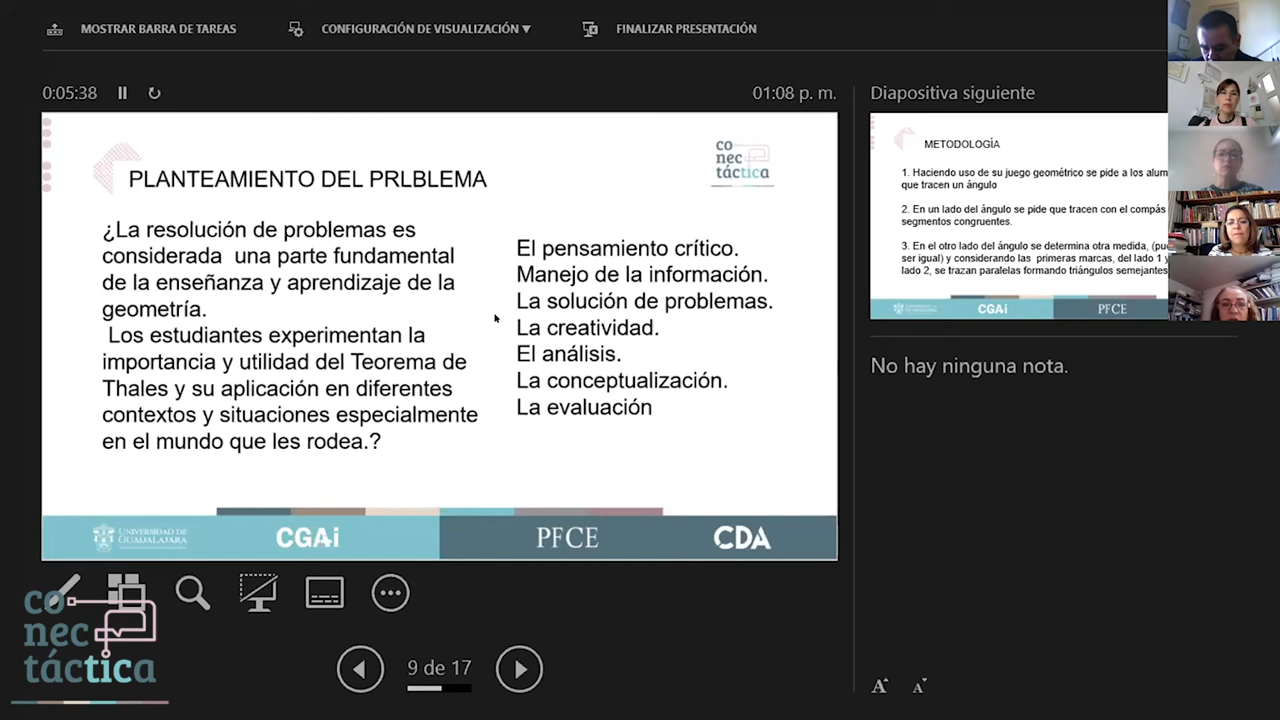 MOSTRAR BARRA DE TAREAS
CONFIGURACIÓN DE VISUALIZACIÓN ▼
FINALIZAR PRESENTACIÓN
0:05:38
01:08 p. m.
PLANTEAMIENTO DEL PRLBLEMA
co
nec
táctica
¿La resolución de problemas es
considerada una parte fundamental
de la enseñanza y aprendizaje de la
geometría.
Los estudiantes experimentan la
importancia y utilidad del Teorema de
Thales y su aplicación en diferentes
contextos y situaciones especialmente
en el mundo que les rodea.?
El pensamiento crítico.
Manejo de la información.
La solución de problemas.
La creatividad.
El análisis.
La conceptualización.
La evaluación
UNIVERSIDAD DE
GUADALAJARA
CGAi
PFCE
CDA
Diapositiva siguiente
METODOLOGÍA
1. Haciendo uso de su juego geométrico se pide a los alum
que tracen un ángulo
2. En un lado del ángulo se pide que tracen con el compás
segmentos congruentes.
3. En el otro lado del ángulo se determina otra medida, (pue
ser igual) y considerando las primeras marcas, del lado 1 y
lado 2, se trazan paralelas formando triángulos semejantes
CGAi
PFCE
No hay ninguna nota.
co
nec
táctica
9 de 17
A A